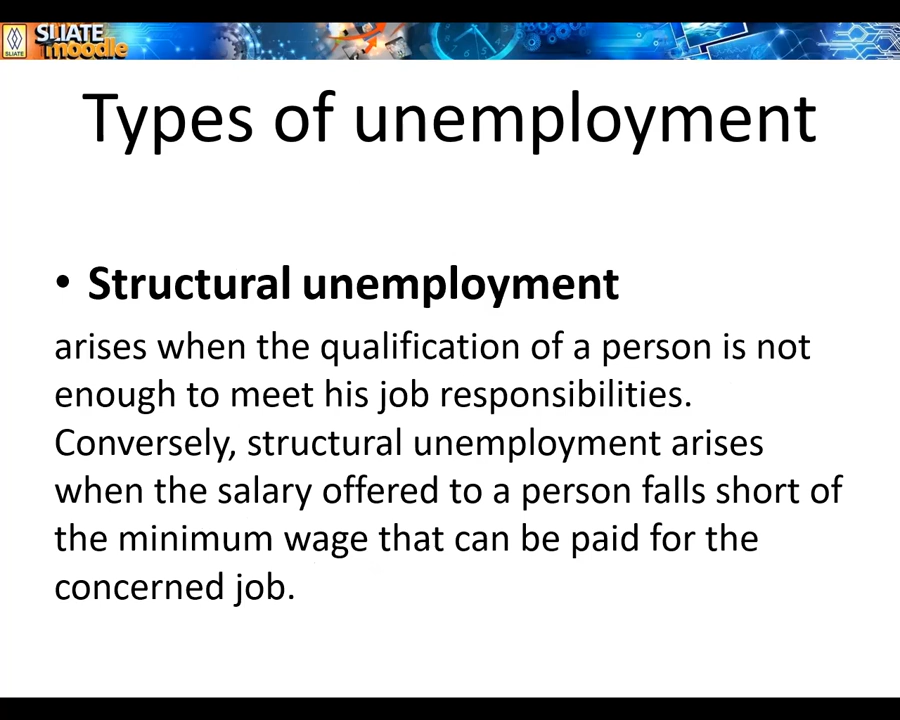 SLIATE
moodle
SLIATE
Types of unemployment
• Structural unemployment
arises when the qualification of a person is not
enough to meet his job responsibilities.
Conversely, structural unemployment arises
when the salary offered to a person falls short of
the minimum wage that can be paid for the
concerned job.